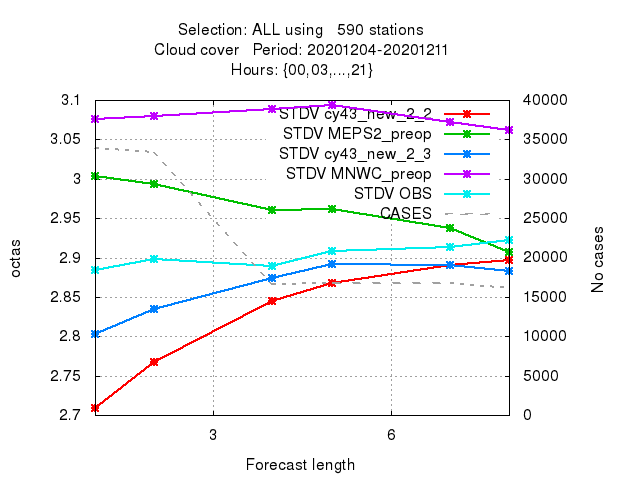 Selection: ALL using   590 stations
Cloud cover   Period: 20201204-20201211
Hours: {00,03,...,21}
3.1
3.05
3
2.95
2.9
2.85
2.8
2.75
2.7
octas
STDV cy43_new_2_2
STDV MEPS2_preop
STDV cy43_new_2_3
STDV MNWC_preop
STDV OBS
CASES
40000
35000
30000
25000
20000
15000
10000
5000
0
No cases
3
6
Forecast length